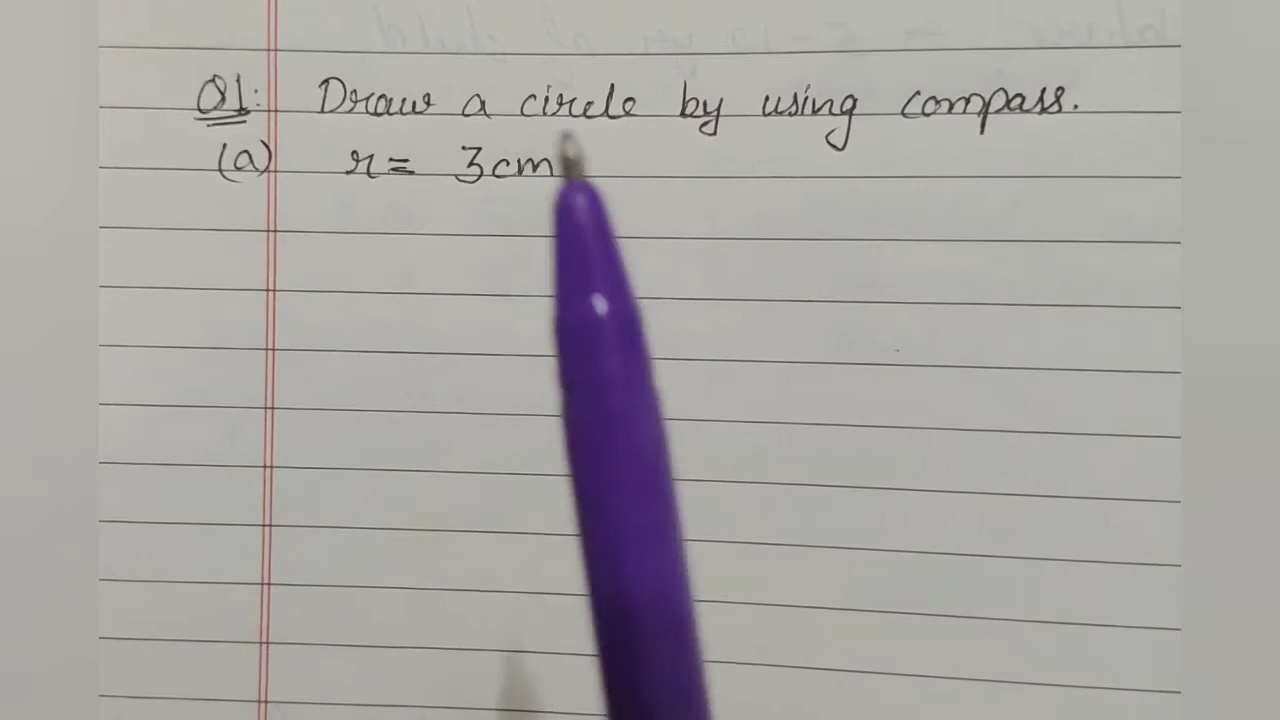 Q1: Draw a circle by using compass.
(a) r = 3cm